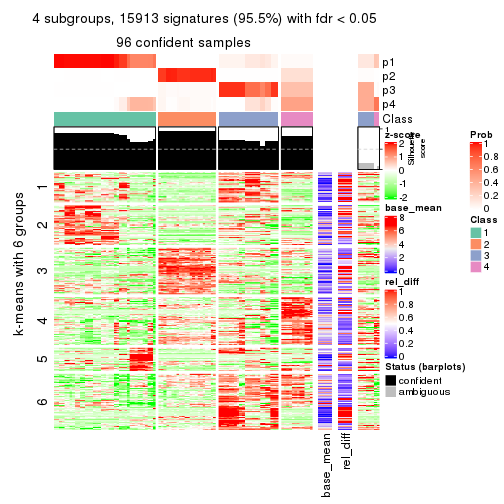 4 subgroups, 15913 signatures (95.5%) with fdr < 0.05
96 confident samples
p1
p2
p3
p4
Class
1
Silhouette
score
k-means with 6 groups
1
2
3
4
5
6
base_mean
rel_diff
z-score
2
1
0
-1
-2
base_mean
8
6
4
2
0
rel_diff
1
0.8
0.6
0.4
0.2
0
Status (barplots)
confident
ambiguous
Prob
1
0.8
0.6
0.4
0.2
0
Class
1
2
3
4